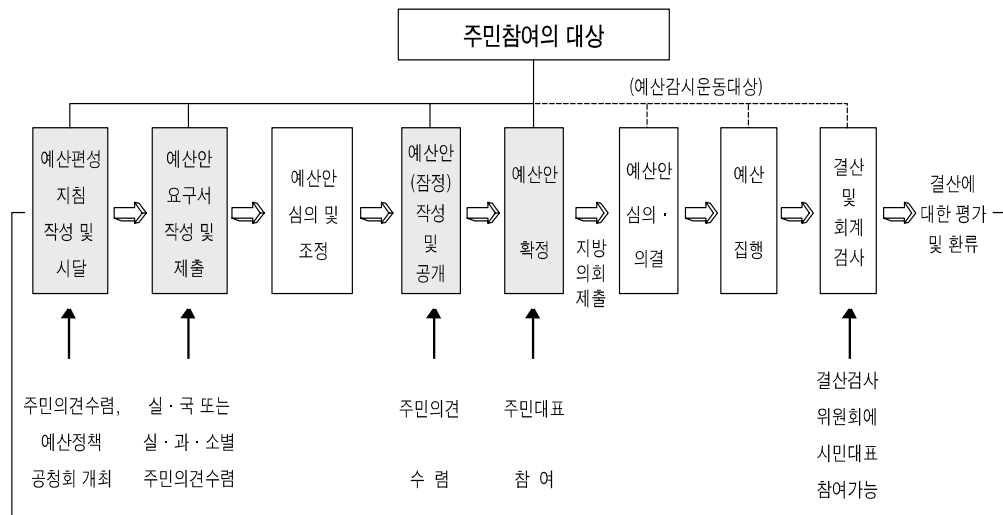 주민참여의 대상
(예산감시운동대상)
예산편성
지침
작성 및
시달
예산안
요구서
작성 및
제출
예산안
심의 및
조정
예산안
(잠정)
작성
및
공개
예산안
확정
지방
의회
제출
예산안
심의 ·
의결
예산
집행
결산
및
회계
검사
결산에
대한 평가
및 환류
주민의견수렴,
예산정책
공청회 개최
실 · 국 또는
실 · 과 · 소별
주민의견수렴
주민의견
수 렴
주민대표
참 여
결산검사
위원회에
시민대표
참여가능